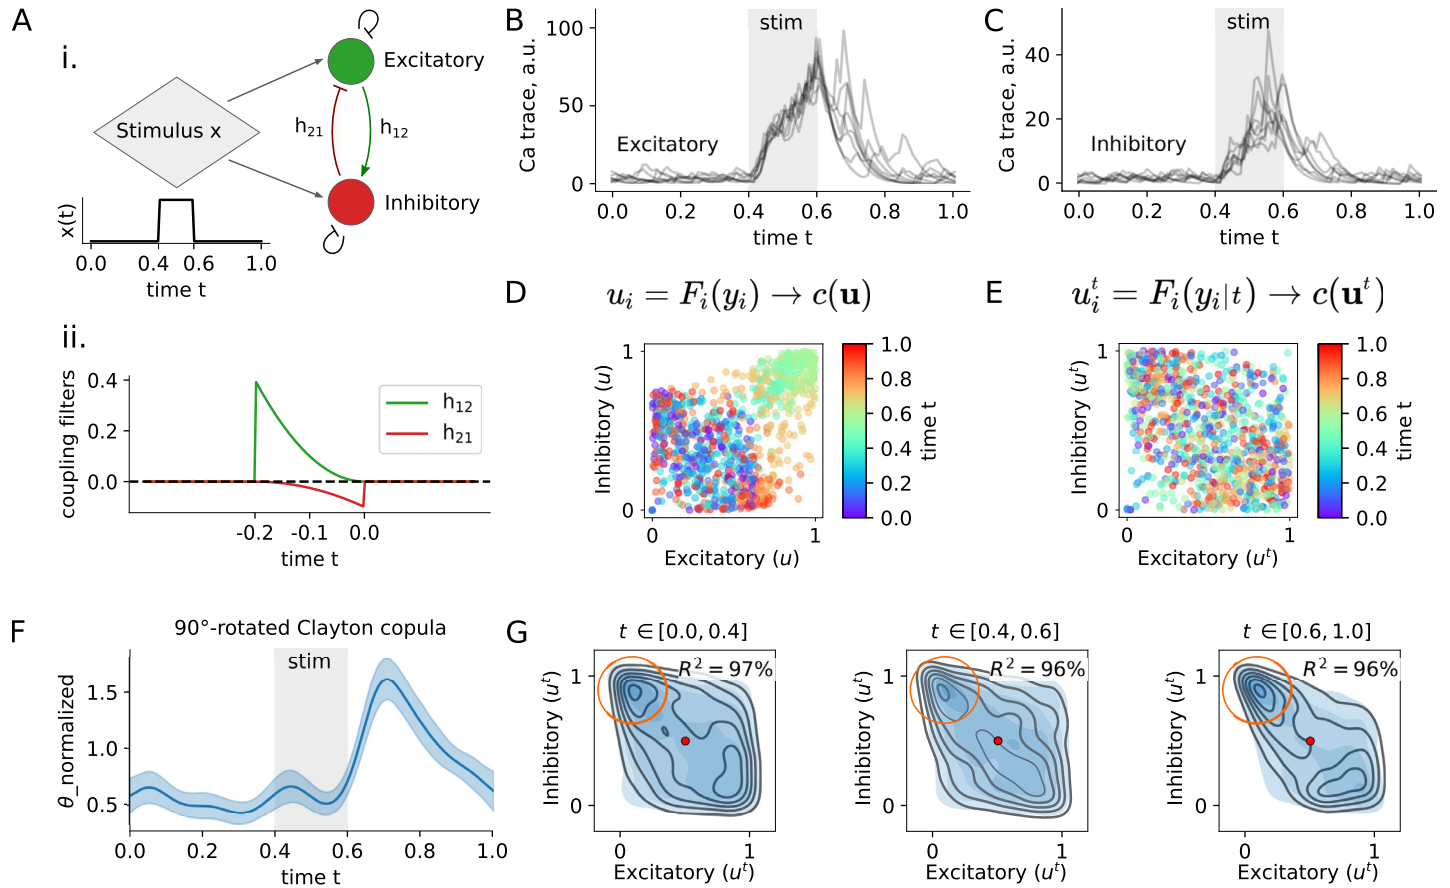 A
i.
Excitatory
Stimulus x
h21
h12
Inhibitory
x(t)
0.0 0.4 0.6 1.0
time t
ii.
coupling filters
0.4
0.2
0.0
h12
h21
-0.2 -0.1 0.0
time t
B
Ca trace, a.u.
100
50
0
stim
Excitatory
0.0 0.2 0.4 0.6 0.8 1.0
time t
C
Ca trace, a.u.
40
20
0
stim
Inhibitory
0.0 0.2 0.4 0.6 0.8 1.0
time t
D
u_i = F_i(y_i) → c(𝐮)
Inhibitory (u)
1
0
0 1
Excitatory (u)
1.0
0.8
0.6
0.4
0.2
0.0
time t
E
u_i^t = F_i(y_i|t) → c(𝐮^t)
Inhibitory (u^t)
1
0
0 1
Excitatory (u^t)
1.0
0.8
0.6
0.4
0.2
0.0
time t
F
90°-rotated Clayton copula
θ_normalized
1.5
1.0
0.5
stim
0.0 0.2 0.4 0.6 0.8 1.0
time t
G
t ∈[0.0, 0.4]
R² = 97%
Inhibitory (u^t)
1
0
0 1
Excitatory (u^t)
t ∈[0.4, 0.6]
R² = 96%
Inhibitory (u^t)
1
0
0 1
Excitatory (u^t)
t ∈[0.6, 1.0]
R² = 96%
Inhibitory (u^t)
1
0
0 1
Excitatory (u^t)